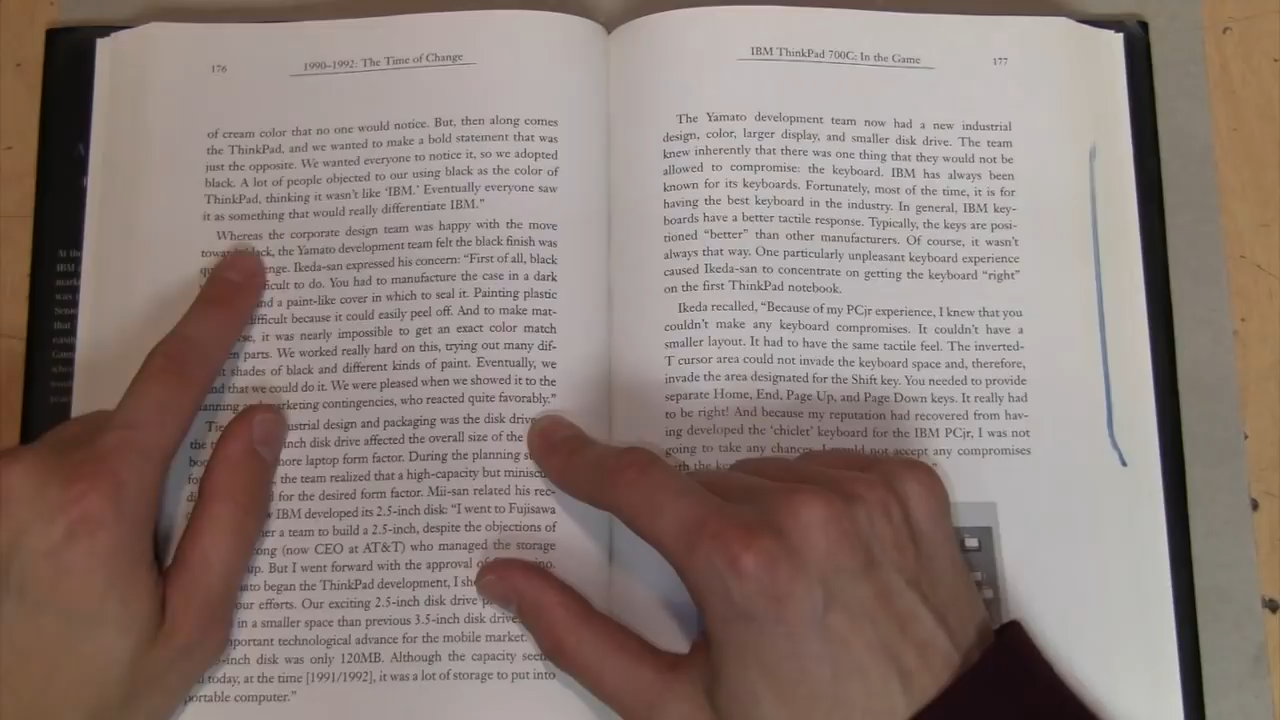 176
1990–1992: The Time of Change
of cream color that no one would notice. But, then along comes
the ThinkPad, and we wanted to make a bold statement that was
just the opposite. We wanted everyone to notice it, so we adopted
black. A lot of people objected to our using black as the color of
ThinkPad, thinking it wasn't like ‘IBM.’ Eventually everyone saw
it as something that would really differentiate IBM.”
Whereas the corporate design team was happy with the move
the Yamato development team felt the black finish was
Ikeda-san expressed his concern: “First of all, black
to do. You had to manufacture the case in a dark
and a paint-like cover in which to seal it. Painting plastic
difficult because it could easily peel off. And to make mat-
it was nearly impossible to get an exact color match
parts. We worked really hard on this, trying out many dif-
shades of black and different kinds of paint. Eventually, we
that we could do it. We were pleased when we showed it to the
marketing contingencies, who reacted quite favorably.”
design and packaging was the disk drive
the inch disk drive affected the overall size of the
more laptop form factor. During the planning
the team realized that a high-capacity but
for the desired form factor. Mii-san related his rec-
IBM developed its 2.5-inch disk: “I went to Fujisawa
a team to build a 2.5-inch, despite the objections of
(now CEO at AT&T) who managed the storage
up. But I went forward with the approval of
began the ThinkPad development, I
our efforts. Our exciting 2.5-inch disk drive
in a smaller space than previous 3.5-inch disk drive
important technological advance for the mobile market.
inch disk was only 120MB. Although the capacity
today, at the time [1991/1992], it was a lot of storage to put into
portable computer.”
IBM ThinkPad 700C: In the Game
177
The Yamato development team now had a new industrial
design, color, larger display, and smaller disk drive. The team
knew inherently that there was one thing that they would not be
allowed to compromise: the keyboard. IBM has always been
known for its keyboards. Fortunately, most of the time, it is for
having the best keyboard in the industry. In general, IBM key-
boards have a better tactile response. Typically, the keys are posi-
tioned “better” than other manufacturers. Of course, it wasn't
always that way. One particularly unpleasant keyboard experience
caused Ikeda-san to concentrate on getting the keyboard “right”
on the first ThinkPad notebook.
Ikeda recalled, “Because of my PCjr experience, I knew that you
couldn't make any keyboard compromises. It couldn't have a
smaller layout. It had to have the same tactile feel. The inverted-
T cursor area could not invade the keyboard space and, therefore,
invade the area designated for the Shift key. You needed to provide
separate Home, End, Page Up, and Page Down keys. It really had
to be right! And because my reputation had recovered from hav-
ing developed the ‘chiclet’ keyboard for the IBM PCjr, I was not
going to take any chances. I would not accept any compromises
with the